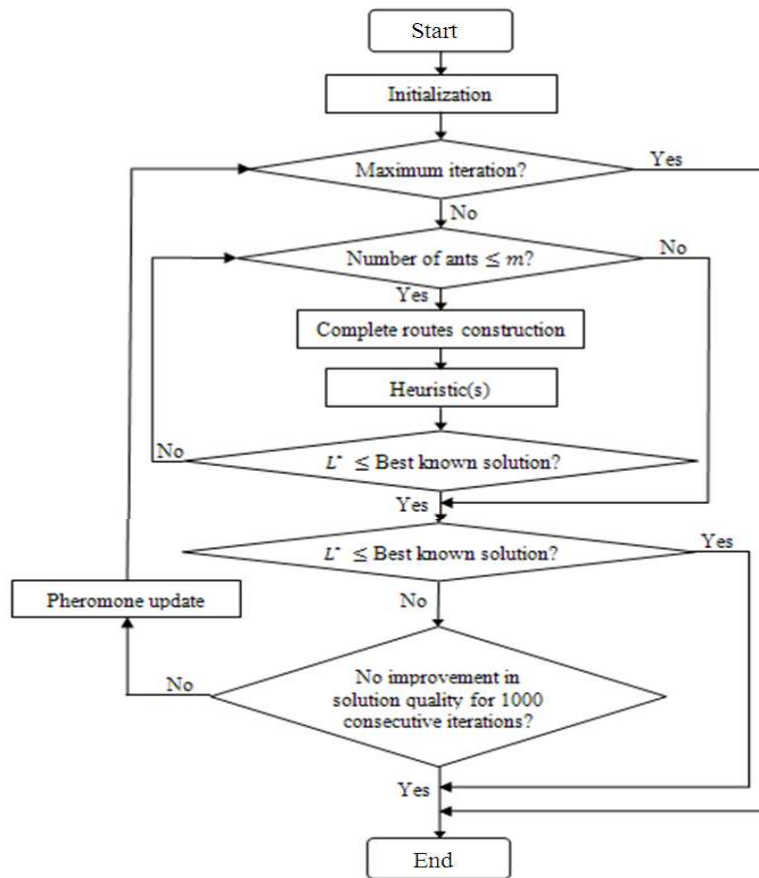 Start
Initialization
Maximum iteration?
Yes
No
Number of ants ≤ m?
No
Yes
Complete routes construction
Heuristic(s)
No
L* ≤ Best known solution?
Yes
L* ≤ Best known solution?
Yes
No
Pheromone update
No
No improvement in
solution quality for 1000
consecutive iterations?
Yes
End